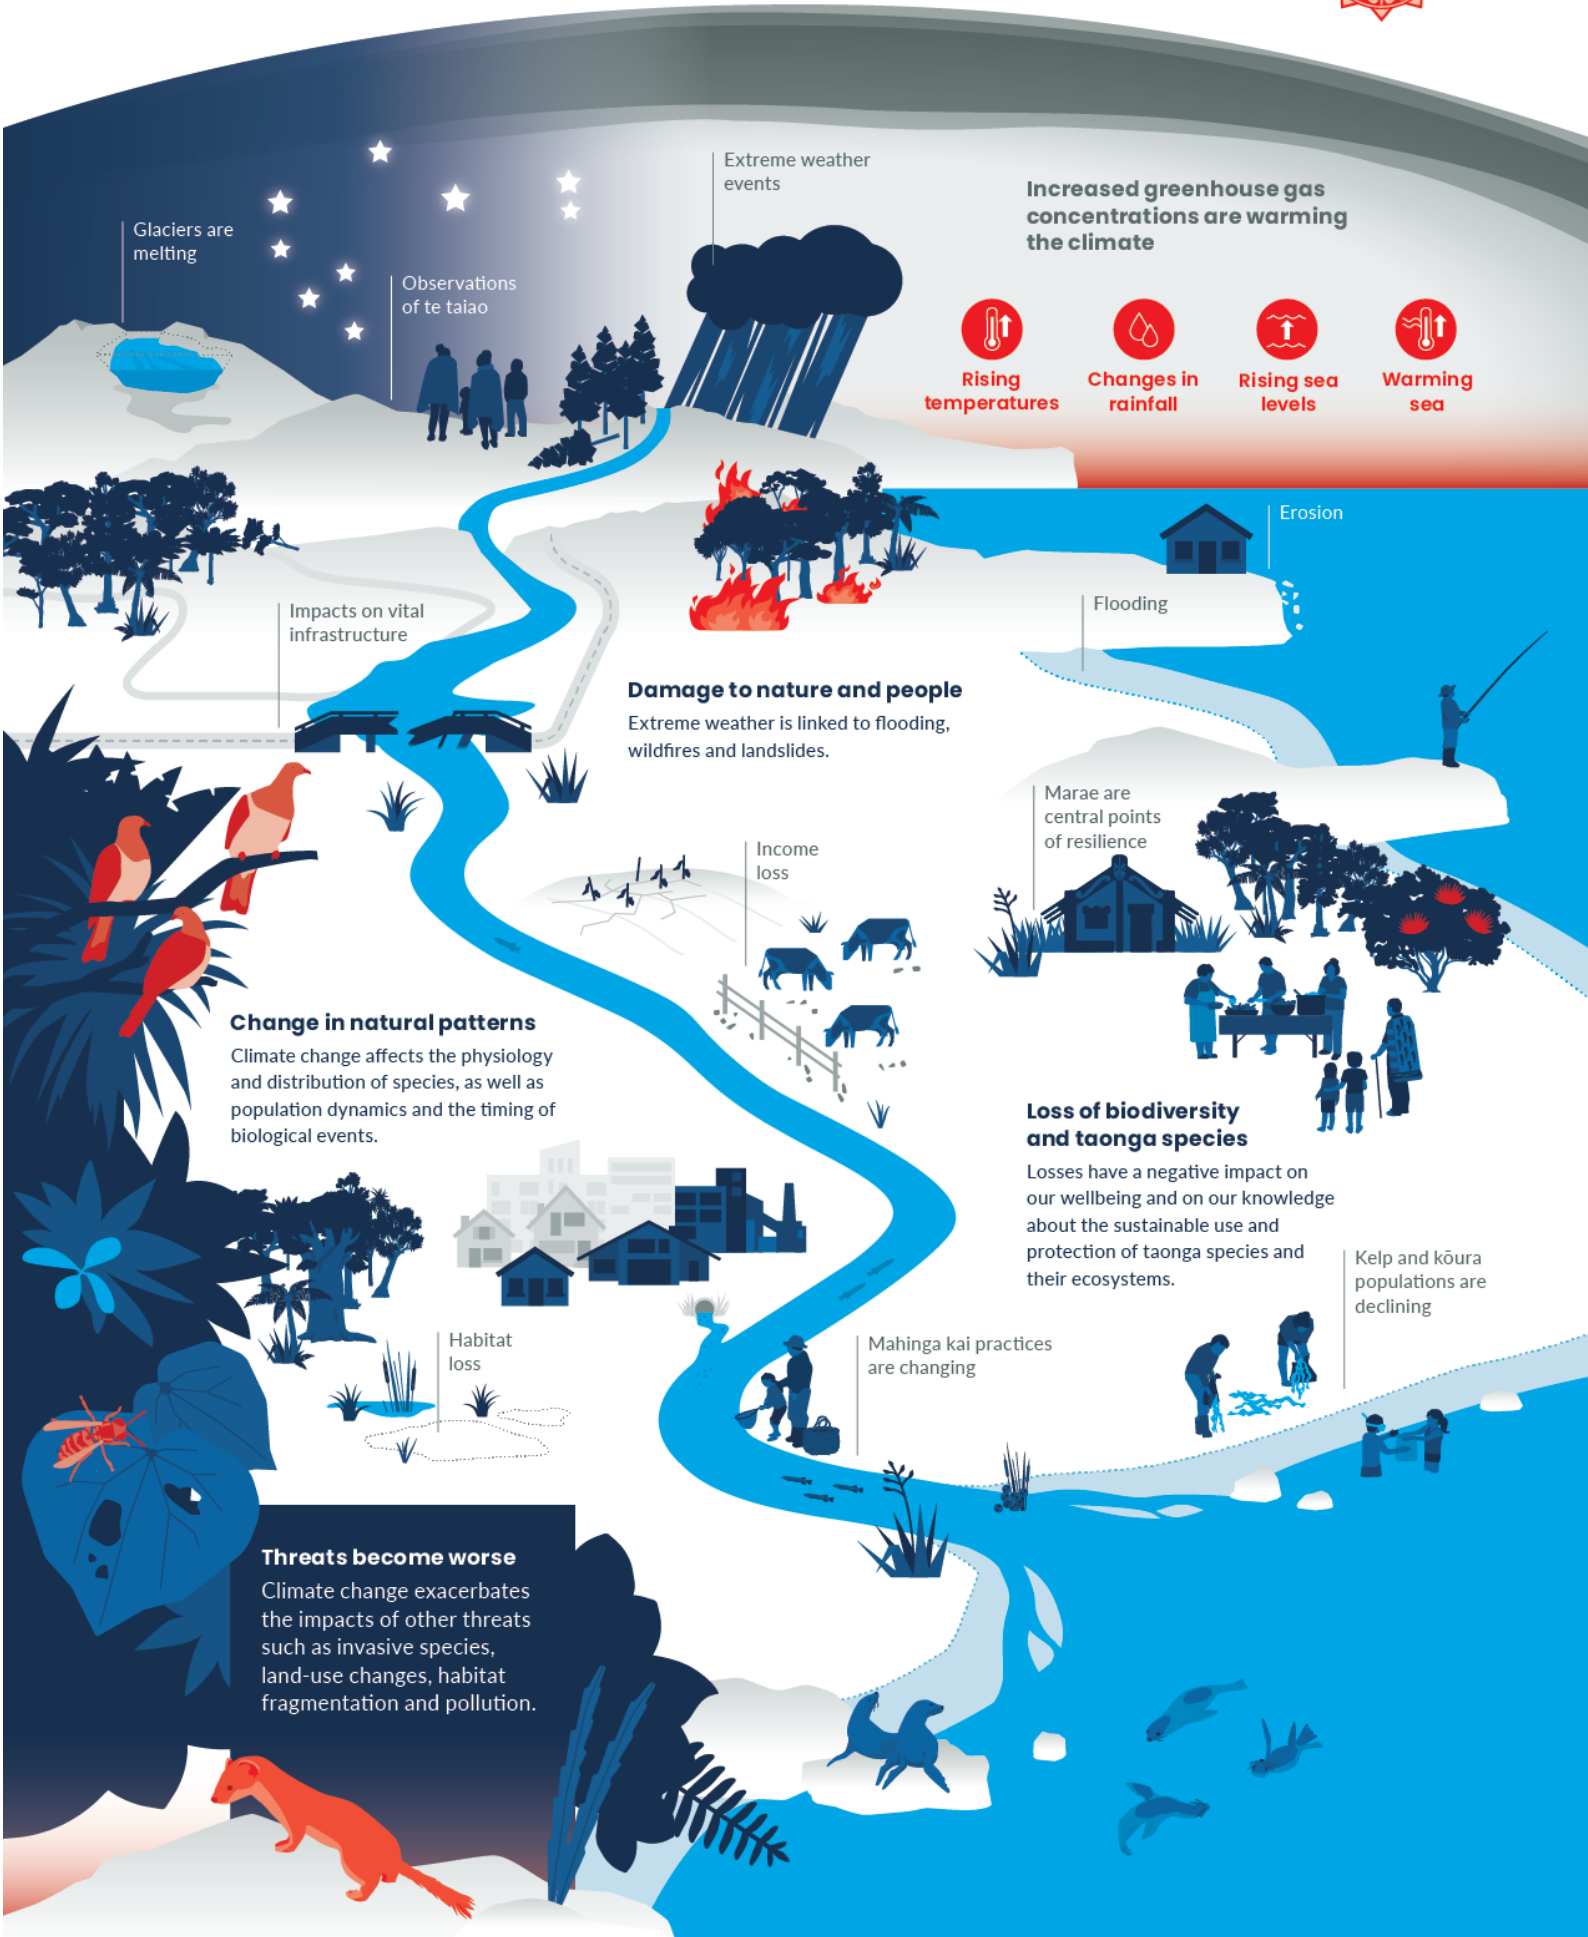 Extreme weather
events
Increased greenhouse gas
concentrations are warming
the climate
Glaciers are
melting
Observations
of te taiao
Rising
temperatures
Changes in
rainfall
Rising sea
levels
Warming
sea
Erosion
Flooding
Impacts on vital
infrastructure
Damage to nature and people
Extreme weather is linked to flooding,
wildfires and landslides.
Marae are
central points
of resilience
Income
loss
Change in natural patterns
Climate change affects the physiology
and distribution of species, as well as
population dynamics and the timing of
biological events.
Loss of biodiversity
and taonga species
Losses have a negative impact on
our wellbeing and on our knowledge
about the sustainable use and
protection of taonga species and
their ecosystems.
Kelp and kōura
populations are
declining
Habitat
loss
Mahinga kai practices
are changing
Threats become worse
Climate change exacerbates
the impacts of other threats
such as invasive species,
land-use changes, habitat
fragmentation and pollution.